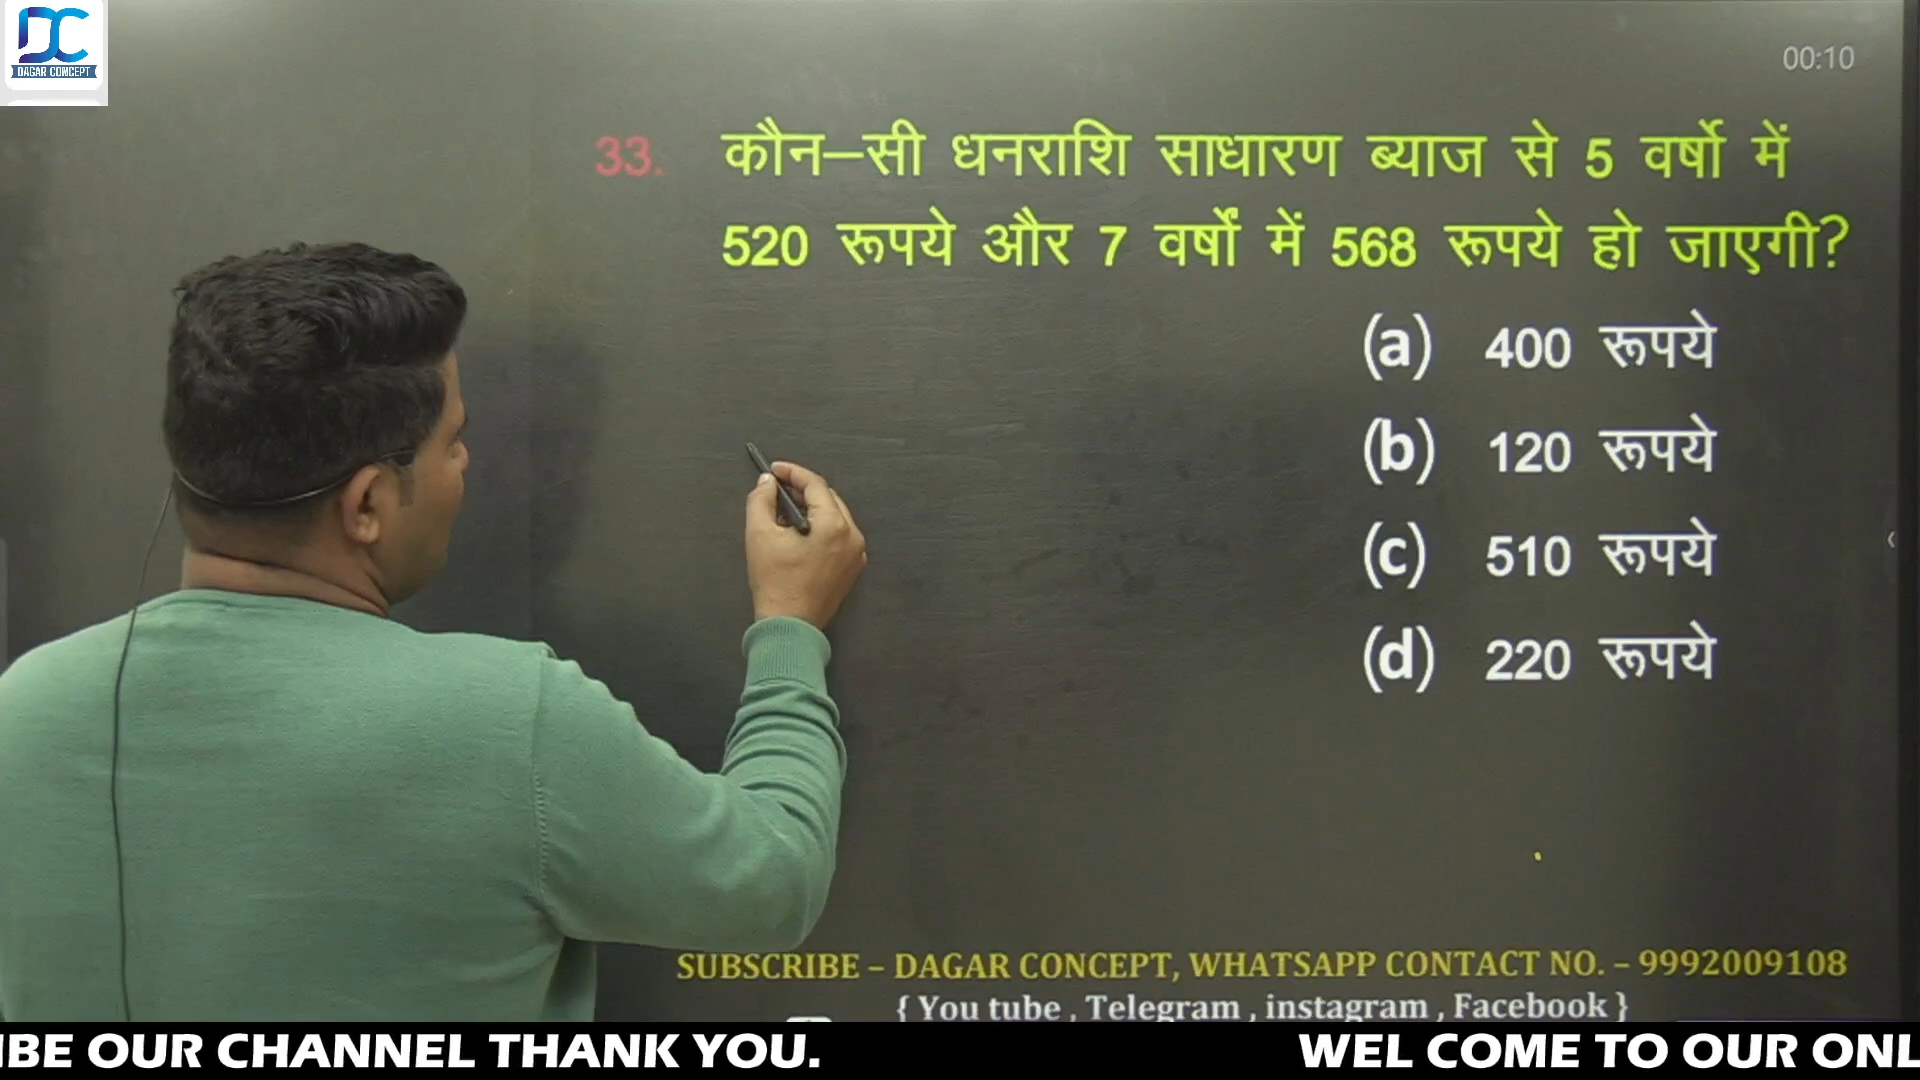 DC
DAGAR CONCEPT
00:10
33. कौन–सी धनराशि साधारण ब्याज से 5 वर्षो में
520 रूपये और 7 वर्षों में 568 रूपये हो जाएगी?
(a) 400 रूपये
(b) 120 रूपये
(c) 510 रूपये
(d) 220 रूपये
SUBSCRIBE – DAGAR CONCEPT, WHATSAPP CONTACT NO. – 9992009108
{ You tube , Telegram , instagram , Facebook }
IBE OUR CHANNEL THANK YOU. WEL COME TO OUR ONL